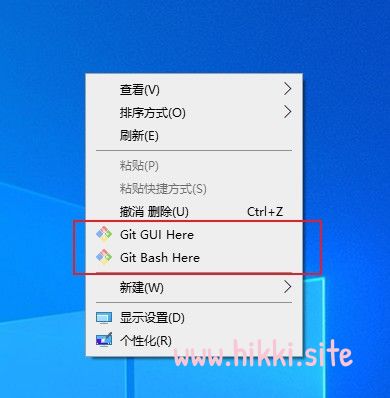 查看(V)
排序方式(O)
刷新(E)
粘贴(P)
粘贴快捷方式(S)
撤消 删除(U) Ctrl+Z
Git GUI Here
Git Bash Here
新建(W)
显示设置(D)
个性化(R)
www.hikki.site